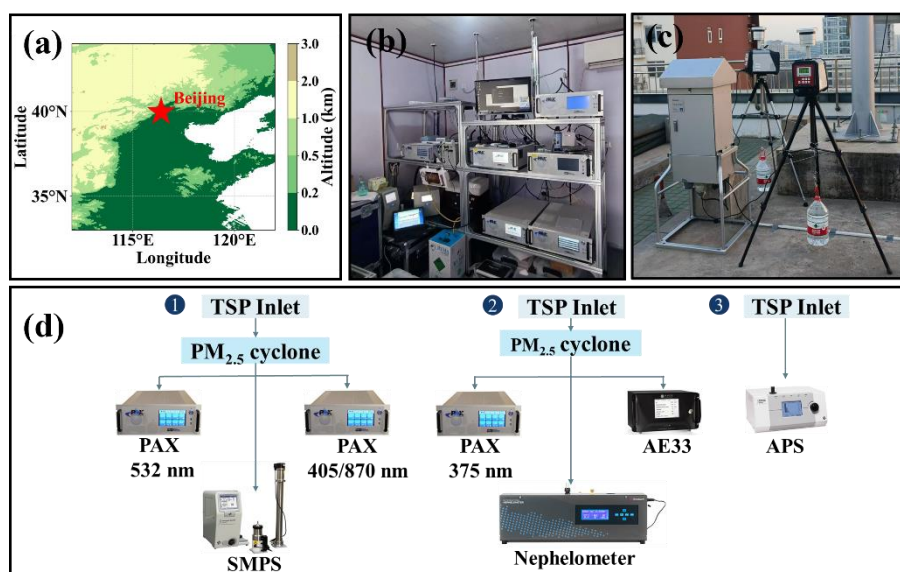 (a)
Beijing
40°N
35°N
Latitude
115°E
120°E
Longitude
3.0
2.0
1.0
0.5
0.2
0.0
Altitude (km)
(b)
(c)
(d)
1 TSP Inlet
PM2.5 cyclone
PAX
532 nm
PAX
405/870 nm
SMPS
2 TSP Inlet
PM2.5 cyclone
PAX
375 nm
AE33
Nephelometer
3 TSP Inlet
APS